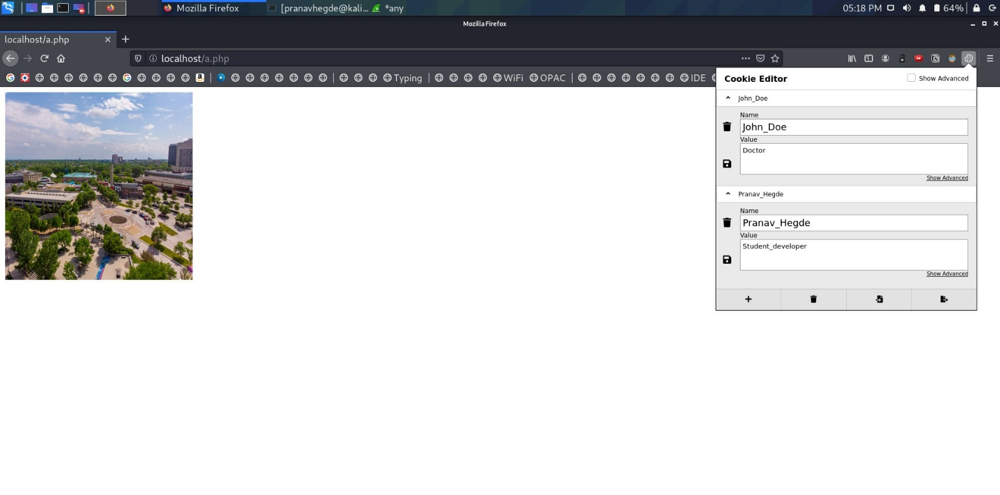 Mozilla Firefox
[pranavhegde@kali...
*any
05:18 PM
64%
Mozilla Firefox
localhost/a.php
localhost/a.php
Typing
WiFi
OPAC
IDE
Cookie Editor
Show Advanced
John_Doe
Name
John_Doe
Value
Doctor
Show Advanced
Pranav_Hegde
Name
Pranav_Hegde
Value
Student_developer
Show Advanced